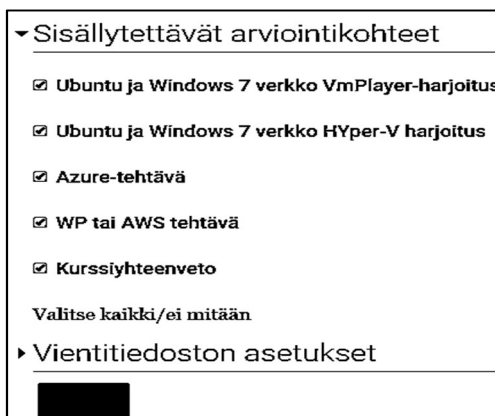 Sisällytettävät arviointikohteet
Ubuntu ja Windows 7 verkko VmPlayer-harjoitus
Ubuntu ja Windows 7 verkko HYper-V harjoitus
Azure-tehtävä
WP tai AWS tehtävä
Kurssiyhteenveto
Valitse kaikki/ei mitään
Vientitiedoston asetukset